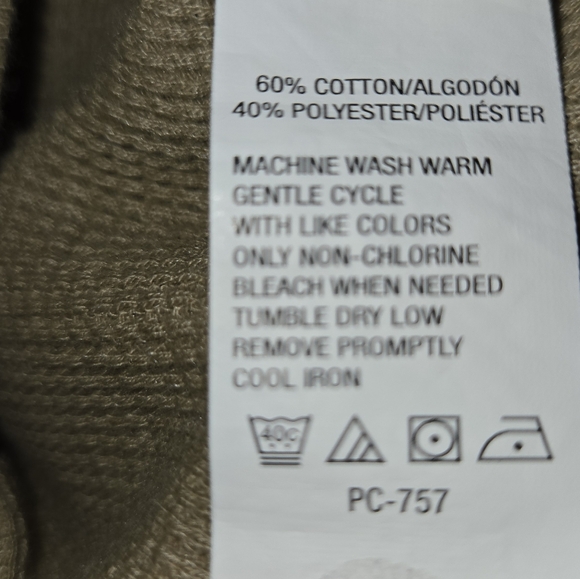 60% COTTON/ALGODÓN
40% POLYESTER/POLIÉSTER
MACHINE WASH WARM
GENTLE CYCLE
WITH LIKE COLORS
ONLY NON-CHLORINE
BLEACH WHEN NEEDED
TUMBLE DRY LOW
REMOVE PROMPTLY
COOL IRON
40C
PC-757